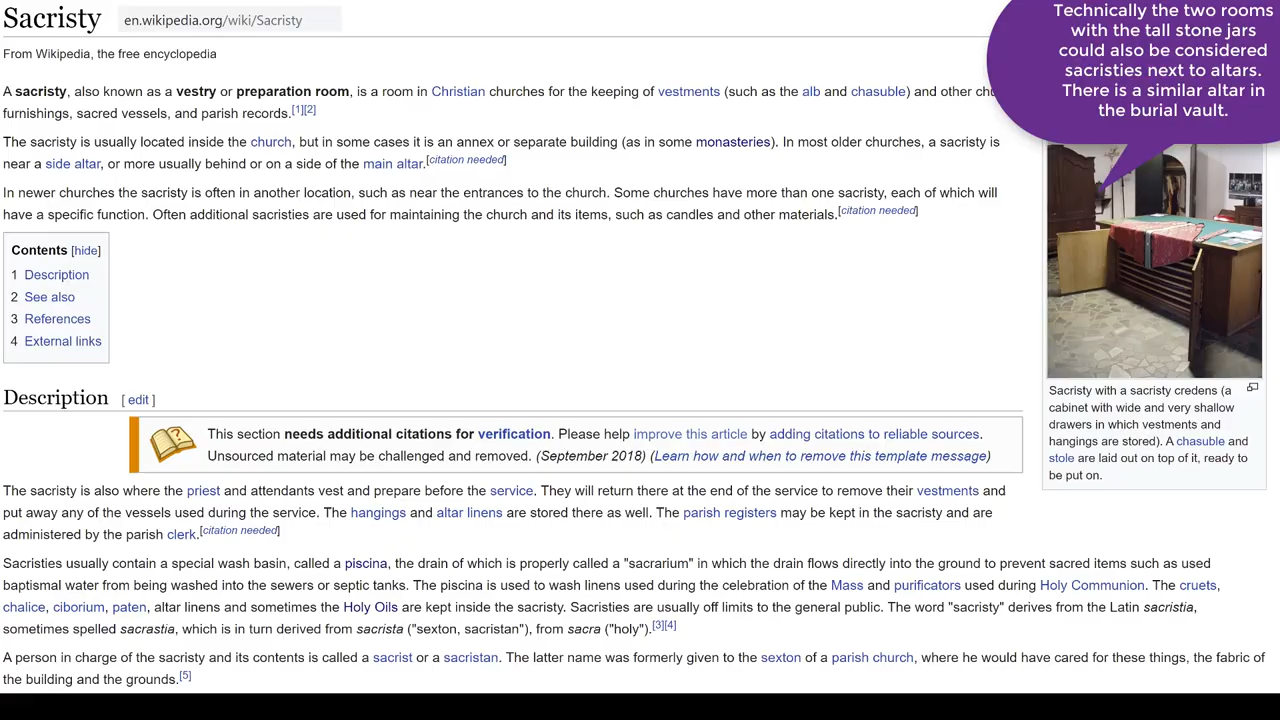 Sacristy
en.wikipedia.org/wiki/Sacristy
From Wikipedia, the free encyclopedia
Technically the two rooms
with the tall stone jars
could also be considered
sacristies next to altars.
There is a similar altar in
the burial vault.
A sacristy, also known as a vestry or preparation room, is a room in Christian churches for the keeping of vestments (such as the alb and chasuble) and other
furnishings, sacred vessels, and parish records.[1][2]
The sacristy is usually located inside the church, but in some cases it is an annex or separate building (as in some monasteries). In most older churches, a sacristy is
near a side altar, or more usually behind or on a side of the main altar.[citation needed]
In newer churches the sacristy is often in another location, such as near the entrances to the church. Some churches have more than one sacristy, each of which will
have a specific function. Often additional sacristies are used for maintaining the church and its items, such as candles and other materials.[citation needed]
Contents [hide]
1 Description
2 See also
3 References
4 External links
Sacristy with a sacristy credens (a
cabinet with wide and very shallow
drawers in which vestments and
hangings are stored). A chasuble and
stole are laid out on top of it, ready to
be put on.
Description [ edit ]
This section needs additional citations for verification. Please help improve this article by adding citations to reliable sources.
Unsourced material may be challenged and removed. (September 2018) (Learn how and when to remove this template message)
The sacristy is also where the priest and attendants vest and prepare before the service. They will return there at the end of the service to remove their vestments and
put away any of the vessels used during the service. The hangings and altar linens are stored there as well. The parish registers may be kept in the sacristy and are
administered by the parish clerk.[citation needed]
Sacristies usually contain a special wash basin, called a piscina, the drain of which is properly called a "sacrarium" in which the drain flows directly into the ground to prevent sacred items such as used
baptismal water from being washed into the sewers or septic tanks. The piscina is used to wash linens used during the celebration of the Mass and purificators used during Holy Communion. The cruets,
chalice, ciborium, paten, altar linens and sometimes the Holy Oils are kept inside the sacristy. Sacristies are usually off limits to the general public. The word "sacristy" derives from the Latin sacristia,
sometimes spelled sacrastia, which is in turn derived from sacrista ("sexton, sacristan"), from sacra ("holy").[3][4]
A person in charge of the sacristy and its contents is called a sacrist or a sacristan. The latter name was formerly given to the sexton of a parish church, where he would have cared for these things, the fabric of
the building and the grounds.[5]